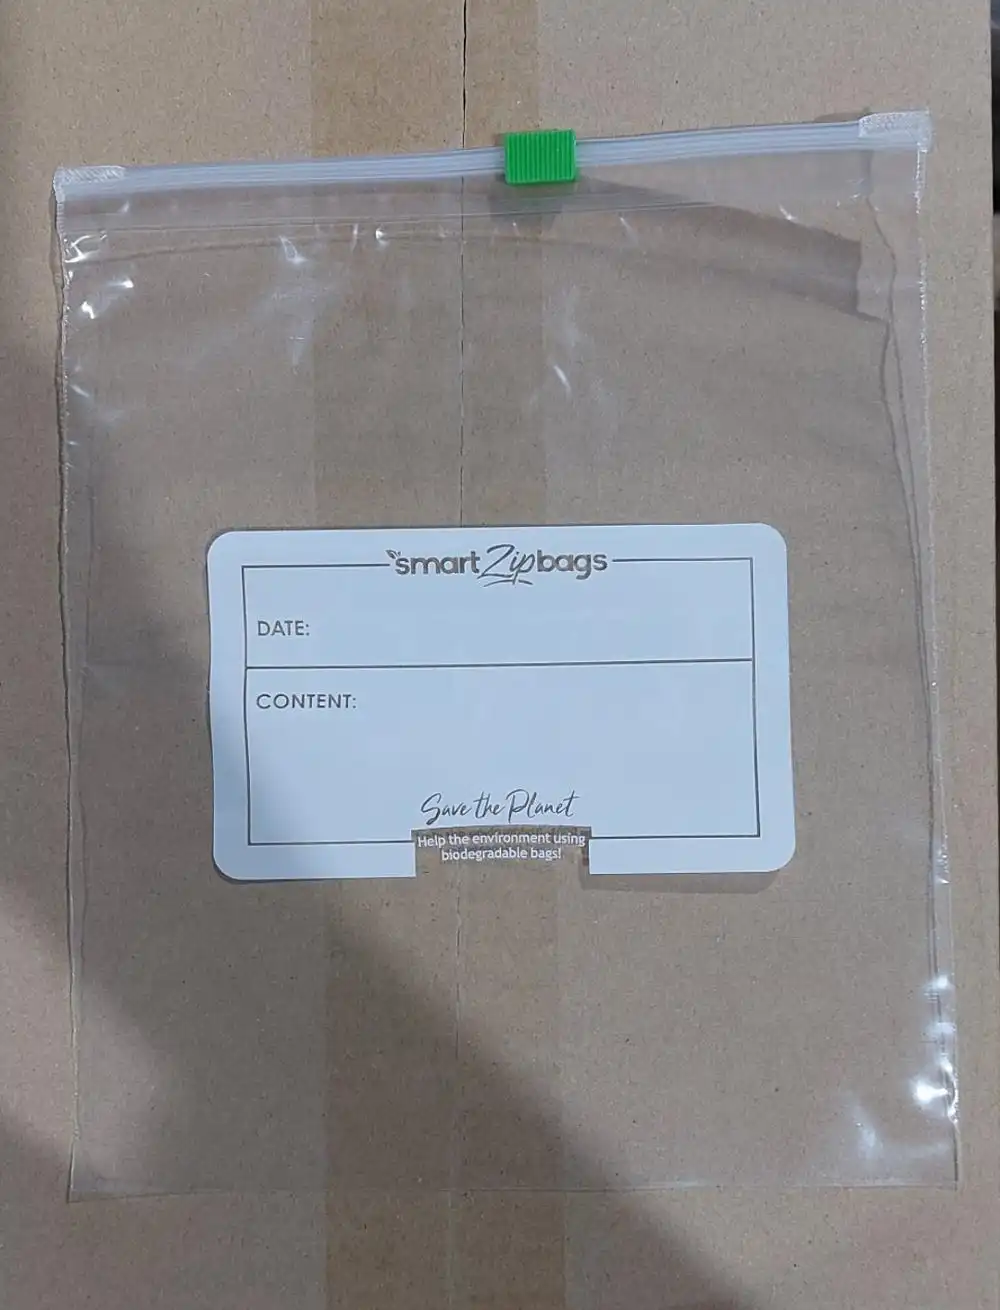 smartZipbags
DATE:
CONTENT:
Save the Planet
Help the environment using
biodegradable bags!